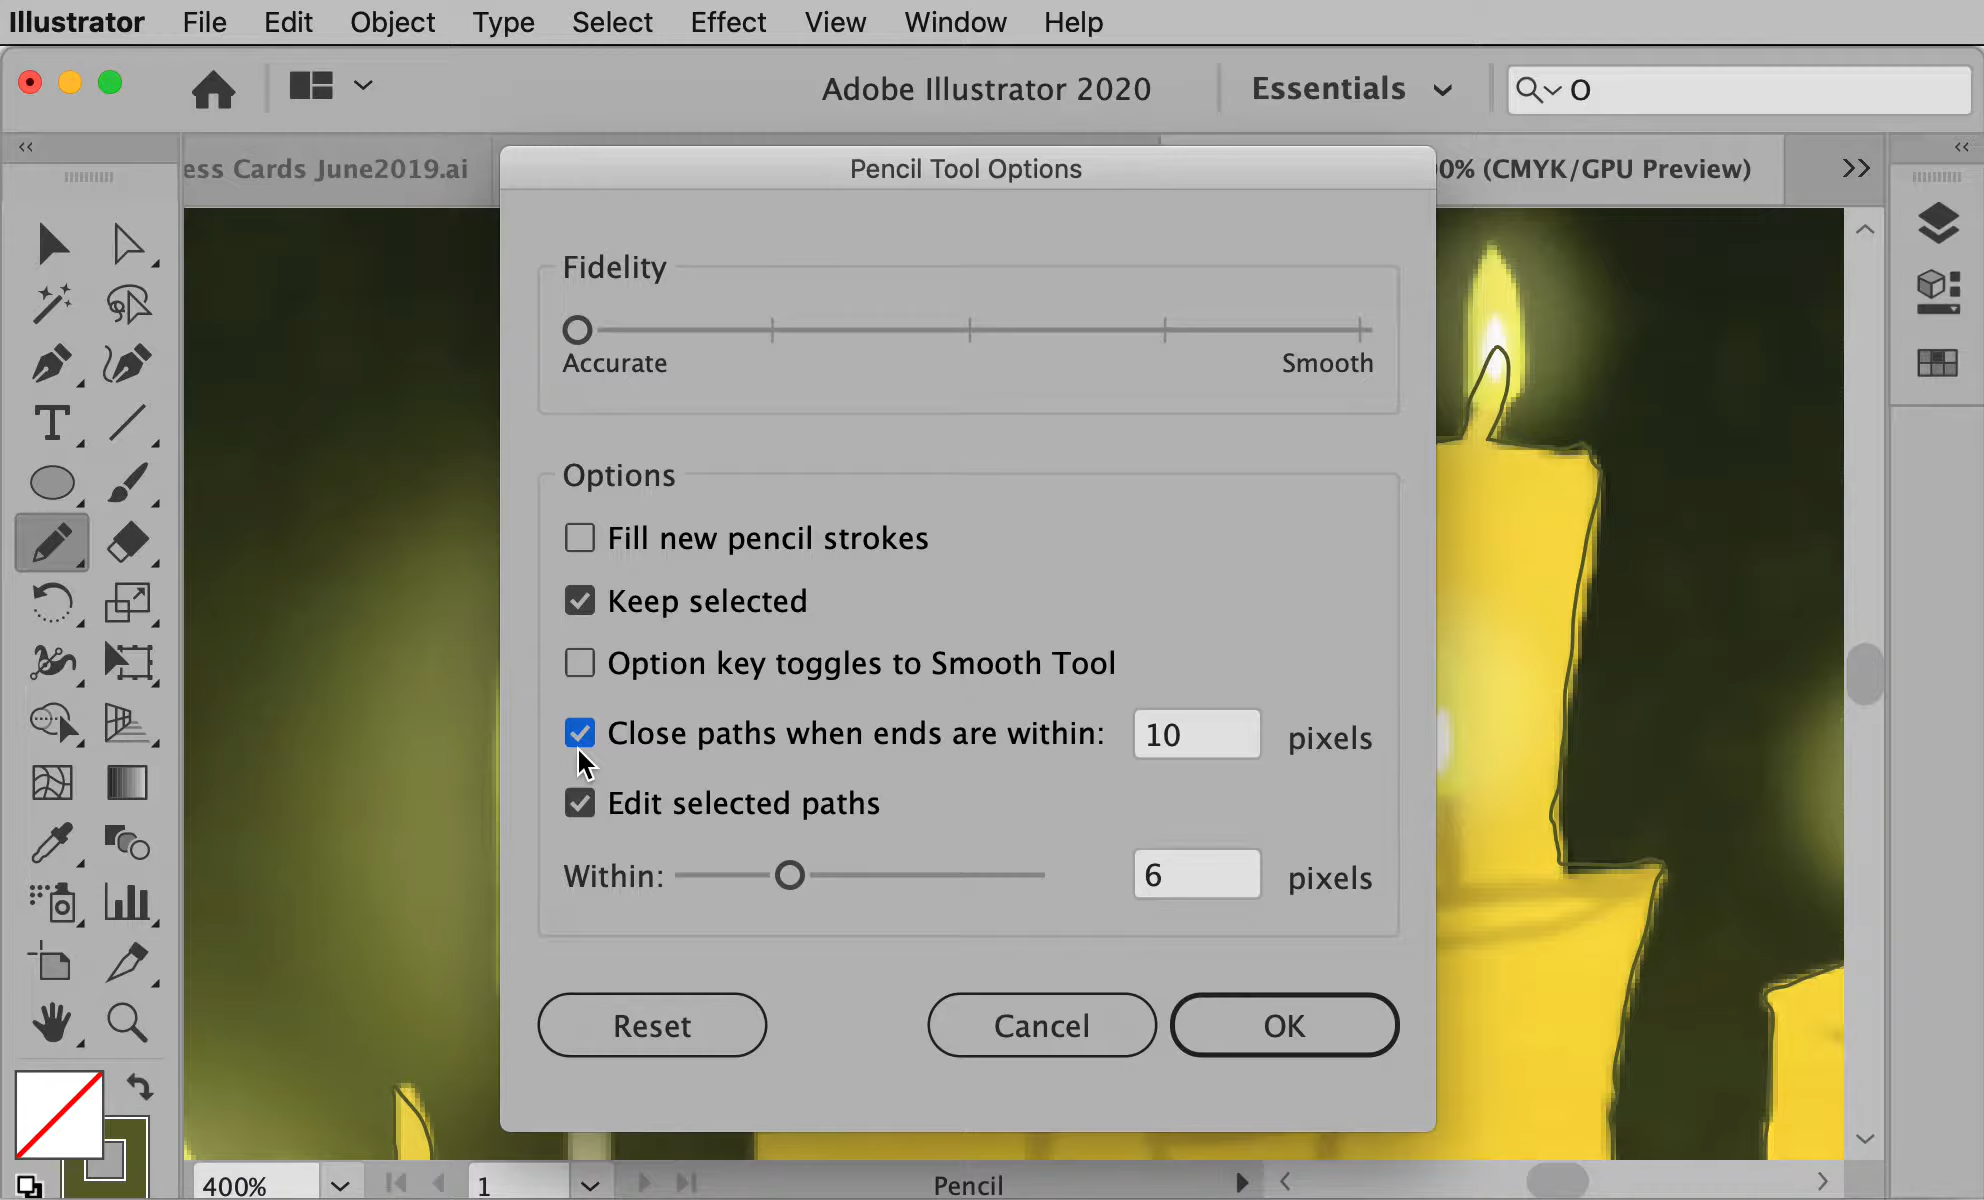 Illustrator File Edit Object Type Select Effect View Window Help
Adobe Illustrator 2020 Essentials O
ess Cards June2019.ai 0% (CMYK/GPU Preview)
Pencil Tool Options
Fidelity
Accurate Smooth
Options
Fill new pencil strokes
Keep selected
Option key toggles to Smooth Tool
Close paths when ends are within: 10 pixels
Edit selected paths
Within: 6 pixels
Reset Cancel OK
400% 1 Pencil